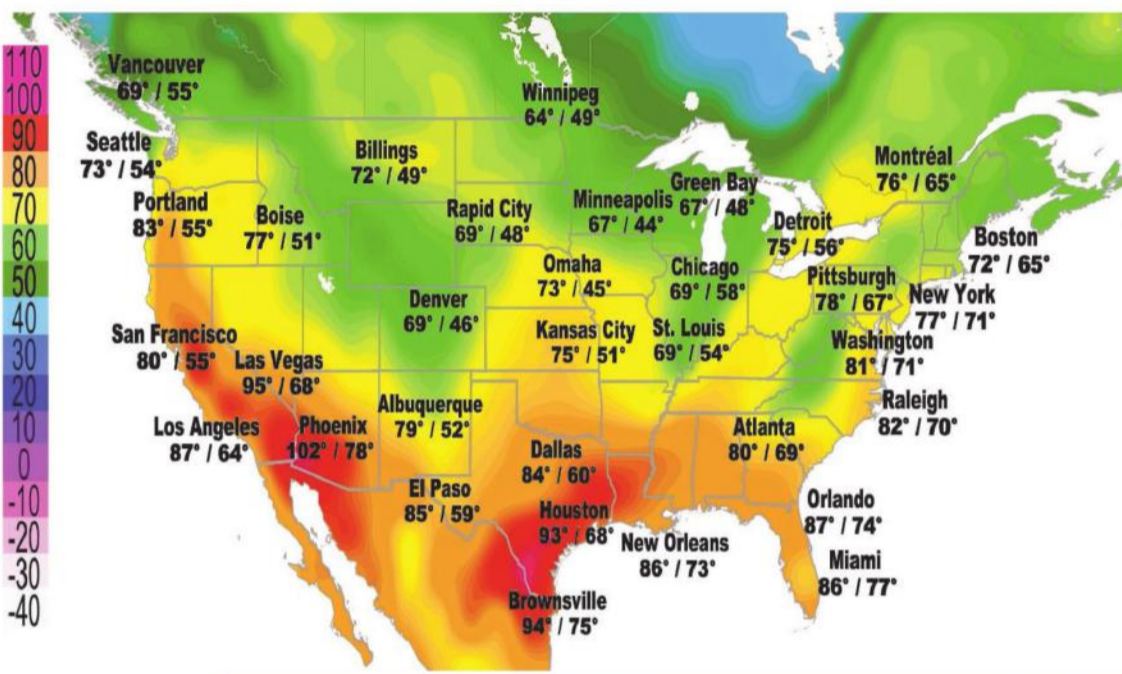 110
100
90
80
70
60
50
40
30
20
10
0
-10
-20
-30
-40
Vancouver
69° / 55°
Winnipeg
64° / 49°
Seattle
73° / 54°
Billings
72° / 49°
Montréal
76° / 65°
Portland
83° / 55°
Boise
77° / 51°
Rapid City
69° / 48°
Minneapolis
67° / 44°
Green Bay
67° / 48°
Detroit
75° / 56°
Boston
72° / 65°
Omaha
73° / 45°
Chicago
69° / 58°
Pittsburgh
78° / 67°
New York
77° / 71°
Denver
69° / 46°
San Francisco
80° / 55°
Las Vegas
95° / 68°
Kansas City
75° / 51°
St. Louis
69° / 54°
Washington
81° / 71°
Los Angeles
87° / 64°
Phoenix
102° / 78°
Albuquerque
79° / 52°
Raleigh
82° / 70°
Atlanta
80° / 69°
Dallas
84° / 60°
El Paso
85° / 59°
Houston
93° / 68°
New Orleans
86° / 73°
Orlando
87° / 74°
Miami
86° / 77°
Brownsville
94° / 75°